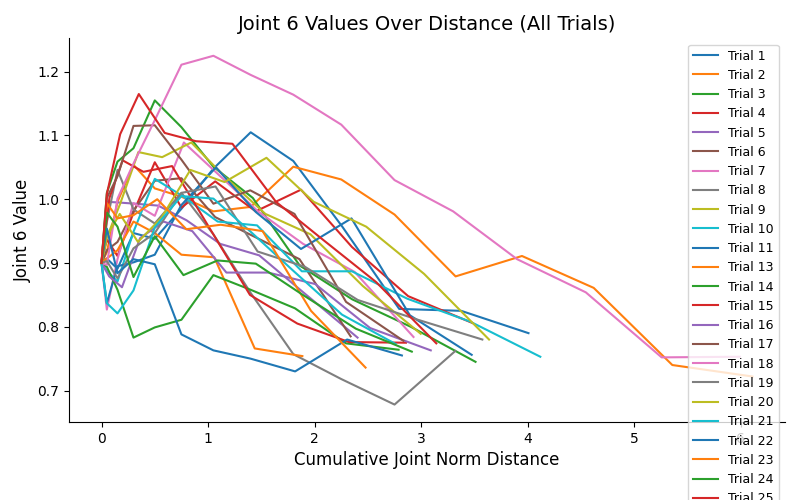 Joint 6 Values Over Distance (All Trials)
Joint 6 Value
1.2
1.1
1.0
0.9
0.8
0.7
0
1
2
3
4
5
6
Cumulative Joint Norm Distance
Trial 1
Trial 2
Trial 3
Trial 4
Trial 5
Trial 6
Trial 7
Trial 8
Trial 9
Trial 10
Trial 11
Trial 13
Trial 14
Trial 15
Trial 16
Trial 17
Trial 18
Trial 19
Trial 20
Trial 21
Trial 22
Trial 23
Trial 24
Trial 25